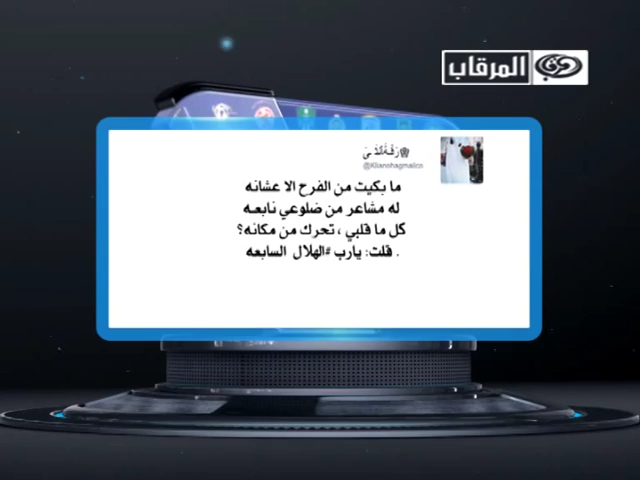 المرقاب
@Klanohagmailco
ما بكيت من الفرح الا عشانه
له مشاعر من ضلوعي نابعه
كل ما قلبي ، تحرك من مكانه؟
. قلت: يارب #الهلال السابعه